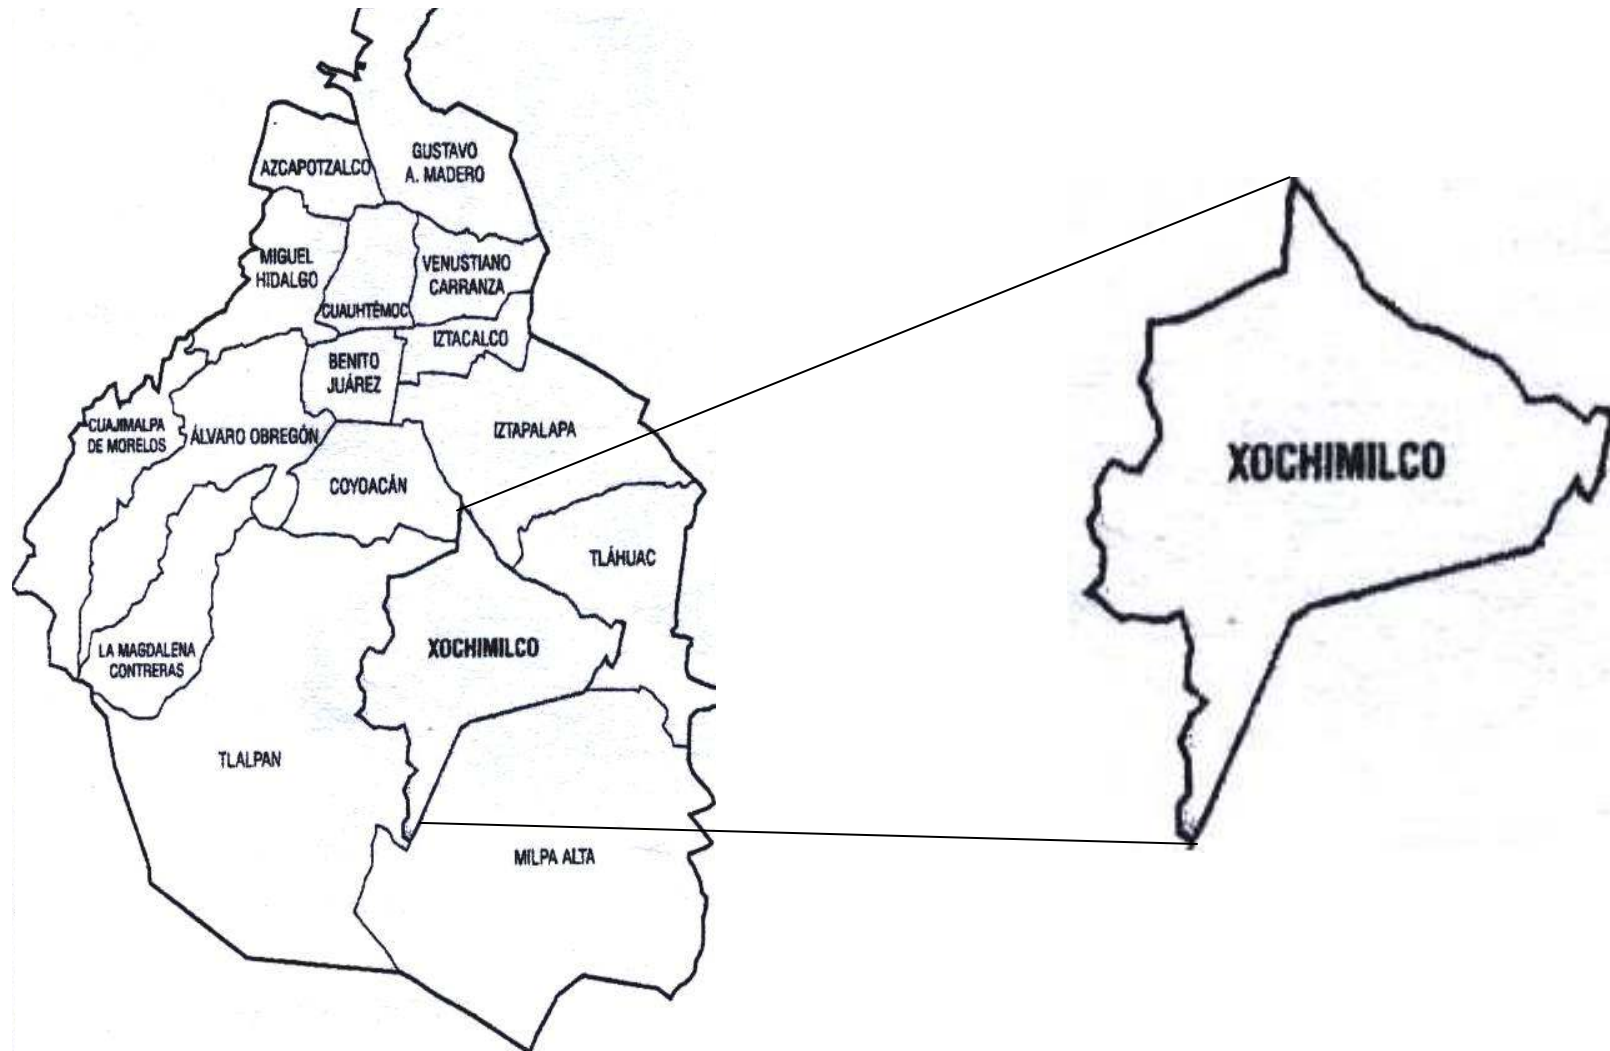 AZCAPOTZALCO
GUSTAVO
A. MADERO
MIGUEL
HIDALGO
CUAUHTÉMOC
VENUSTIANO
CARRANZA
IZTACALCO
BENITO
JUÁREZ
CUAJIMALPA
DE MORELOS
ÁLVARO OBREGÓN
IZTAPALAPA
COYOACÁN
TLÁHUAC
LA MAGDALENA
CONTRERAS
XOCHIMILCO
TLALPAN
MILPA ALTA
XOCHIMILCO